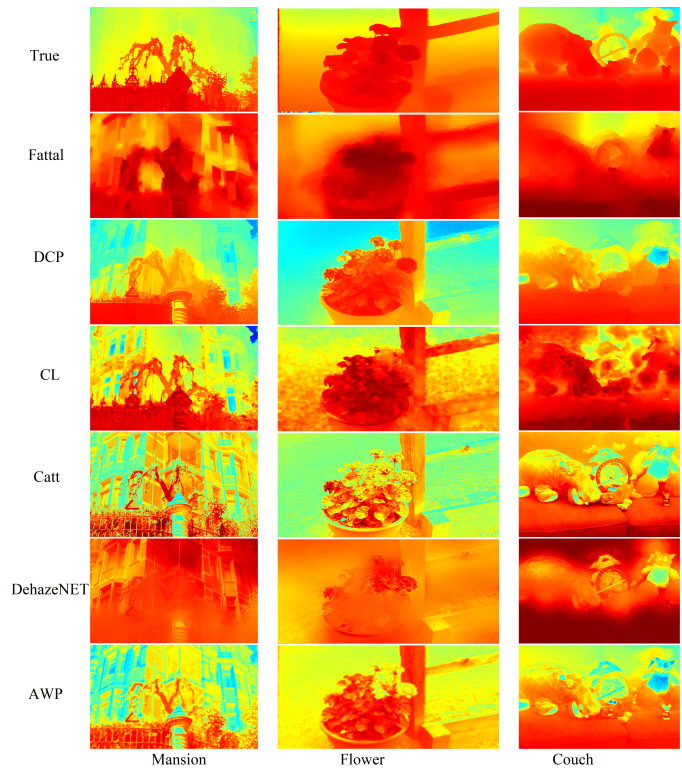 True
Fattal
DCP
CL
Catt
DehazeNET
AWP
Mansion Flower Couch